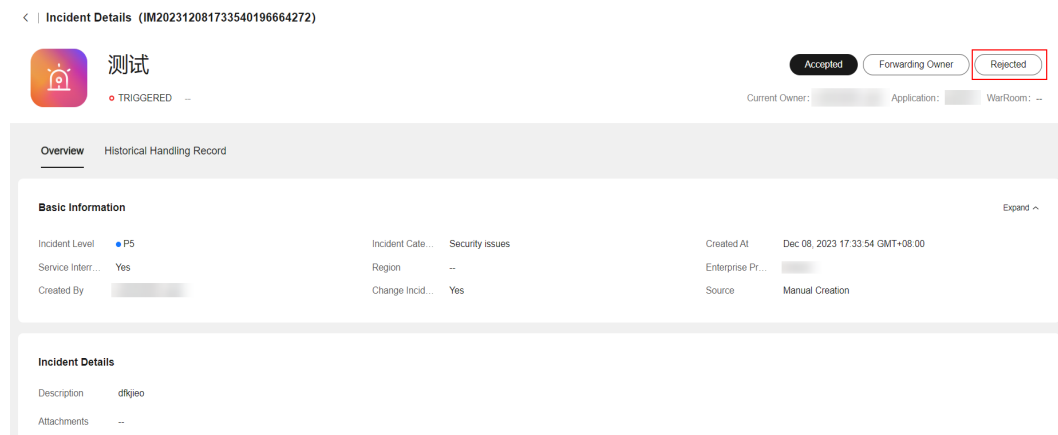 < | Incident Details (IM202312081733540196664272)
测试
Accepted Forwarding Owner Rejected
TRIGGERED --
Current Owner: Application: WarRoom: --
Overview Historical Handling Record
Basic Information Expand
Incident Level P5 Incident Cate... Security issues Created At Dec 08, 2023 17:33:54 GMT+08:00
Service Interr... Yes Region -- Enterprise Pr...
Created By Change Incid... Yes Source Manual Creation
Incident Details
Description dfkjieo
Attachments --